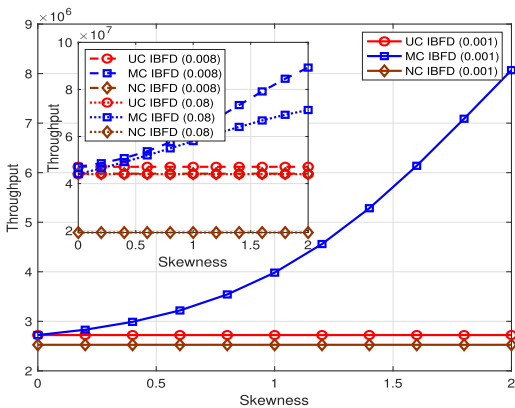 9 ×10^6
8
7
6
5
4
3
2
0
0.5
1
1.5
2
Throughput
Skewness
UC IBFD (0.001)
MC IBFD (0.001)
NC IBFD (0.001)
10 ×10^7
8
6
4
2
0
0.5
1
1.5
2
Throughput
Skewness
UC IBFD (0.008)
MC IBFD (0.008)
NC IBFD (0.008)
UC IBFD (0.08)
MC IBFD (0.08)
NC IBFD (0.08)